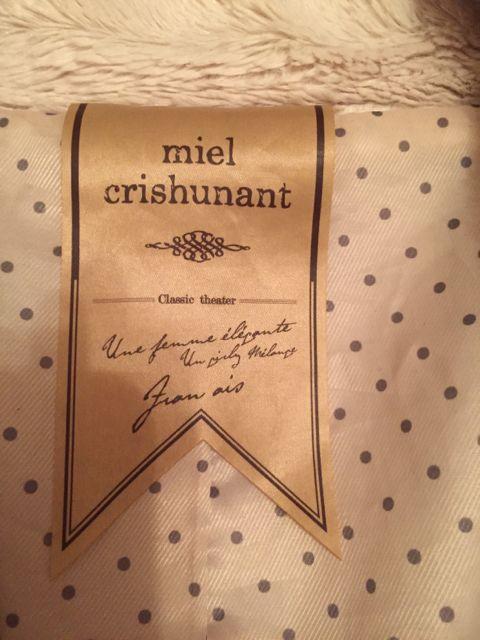 miel
crishunant
Classic theater
Une femme élégante
Un girly Mélange
Fran ais